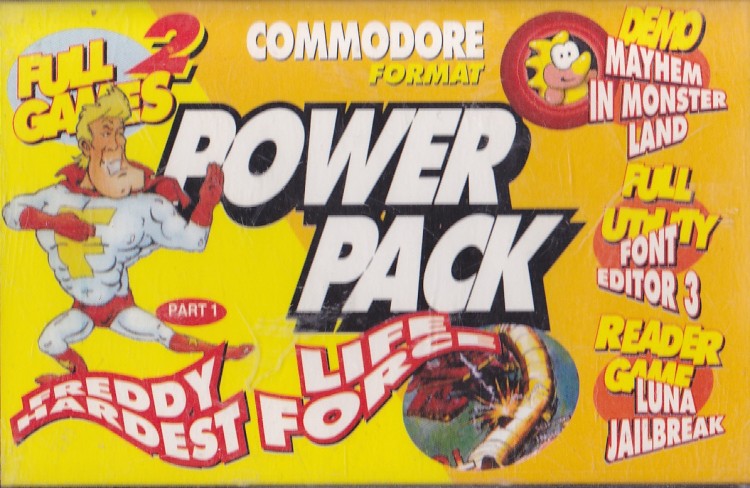 2
FULL
GAMES
COMMODORE
FORMAT
POWER
PACK
DEMO
MAYHEM
IN MONSTER
LAND
FULL
UTILITY
FONT
EDITOR 3
READER
GAME
LUNA
JAILBREAK
F
PART 1
FREDDY
HARDEST
LIFE
FORCE